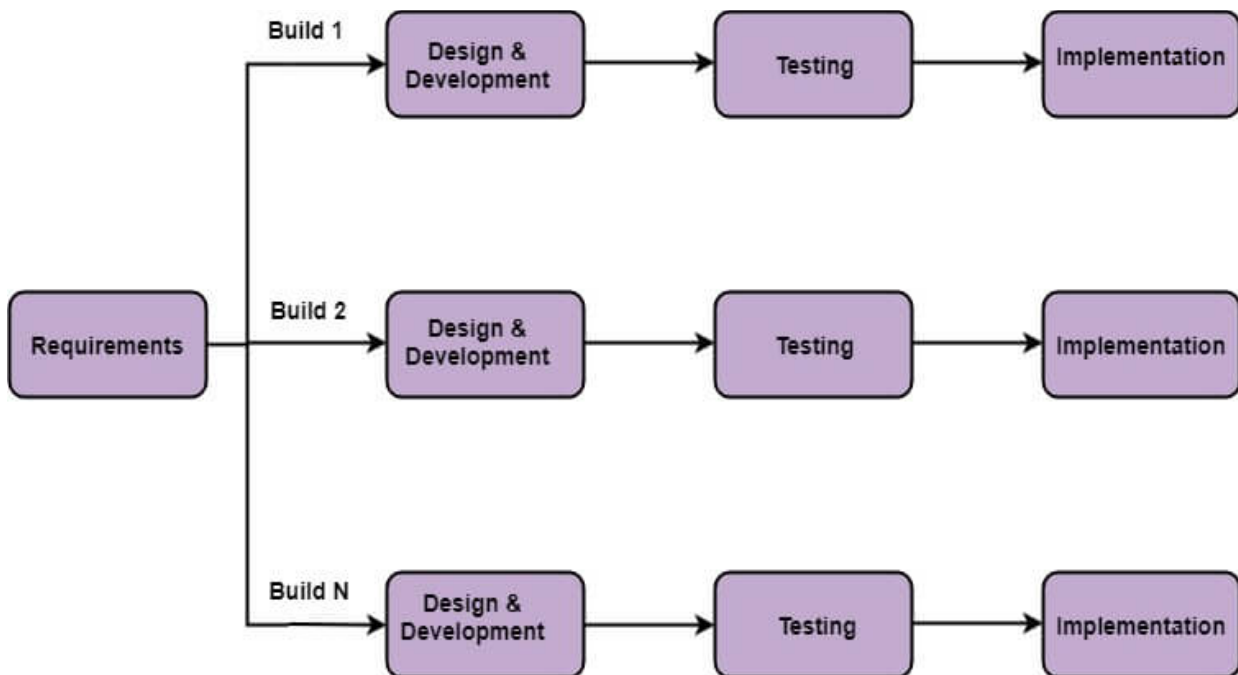 Build 1
Design &
Development
Testing
Implementation
Requirements
Build 2
Design &
Development
Testing
Implementation
Build N
Design &
Development
Testing
Implementation